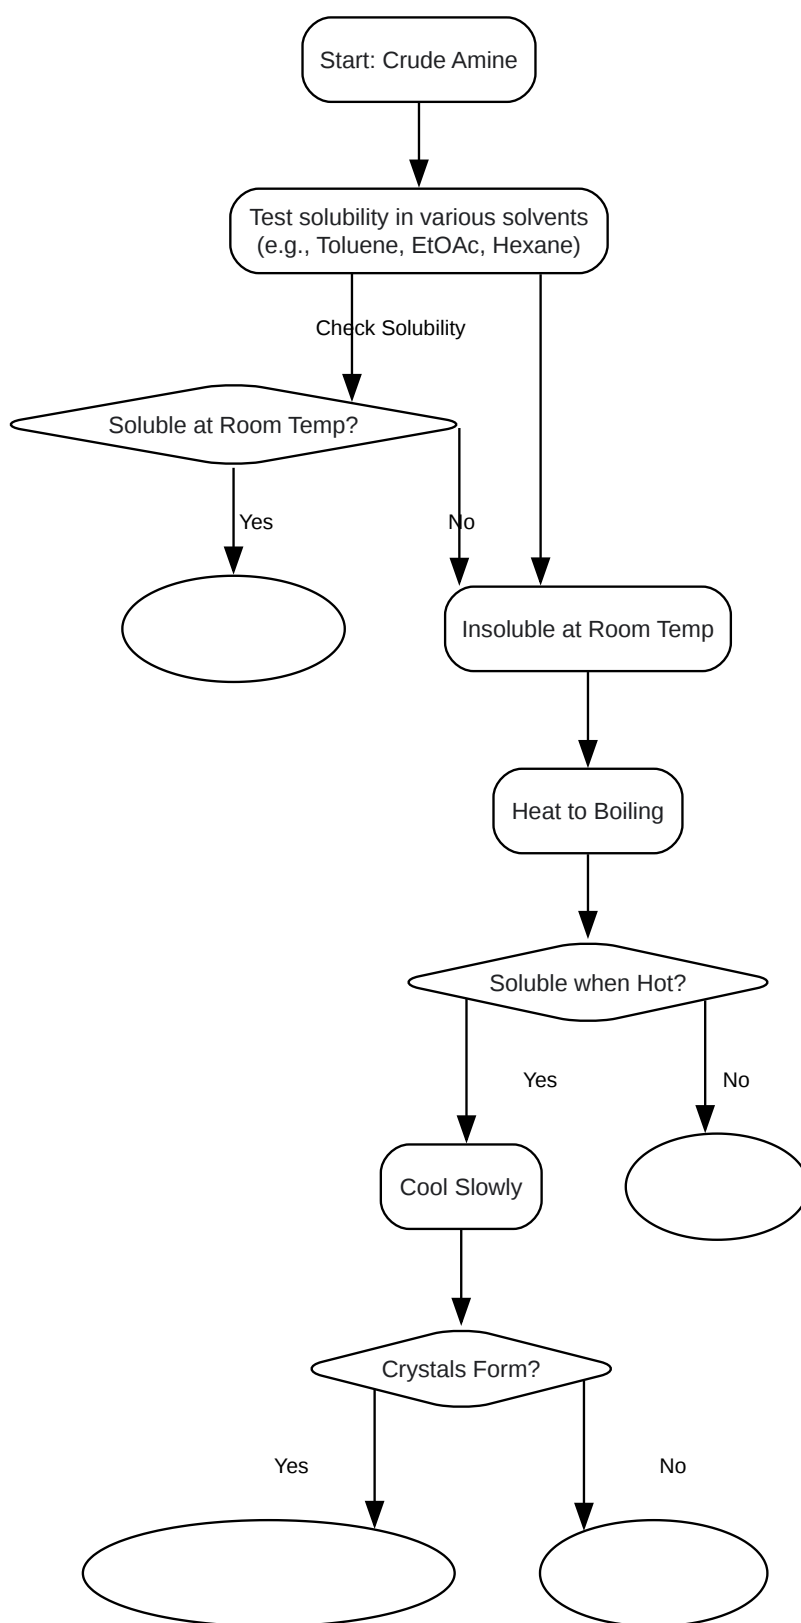 Start: Crude Amine
Test solubility in various solvents
(e.g., Toluene, EtOAc, Hexane)
Check Solubility
Soluble at Room Temp?
Yes
No
Insoluble at Room Temp
Heat to Boiling
Soluble when Hot?
Yes
No
Cool Slowly
Crystals Form?
Yes
No